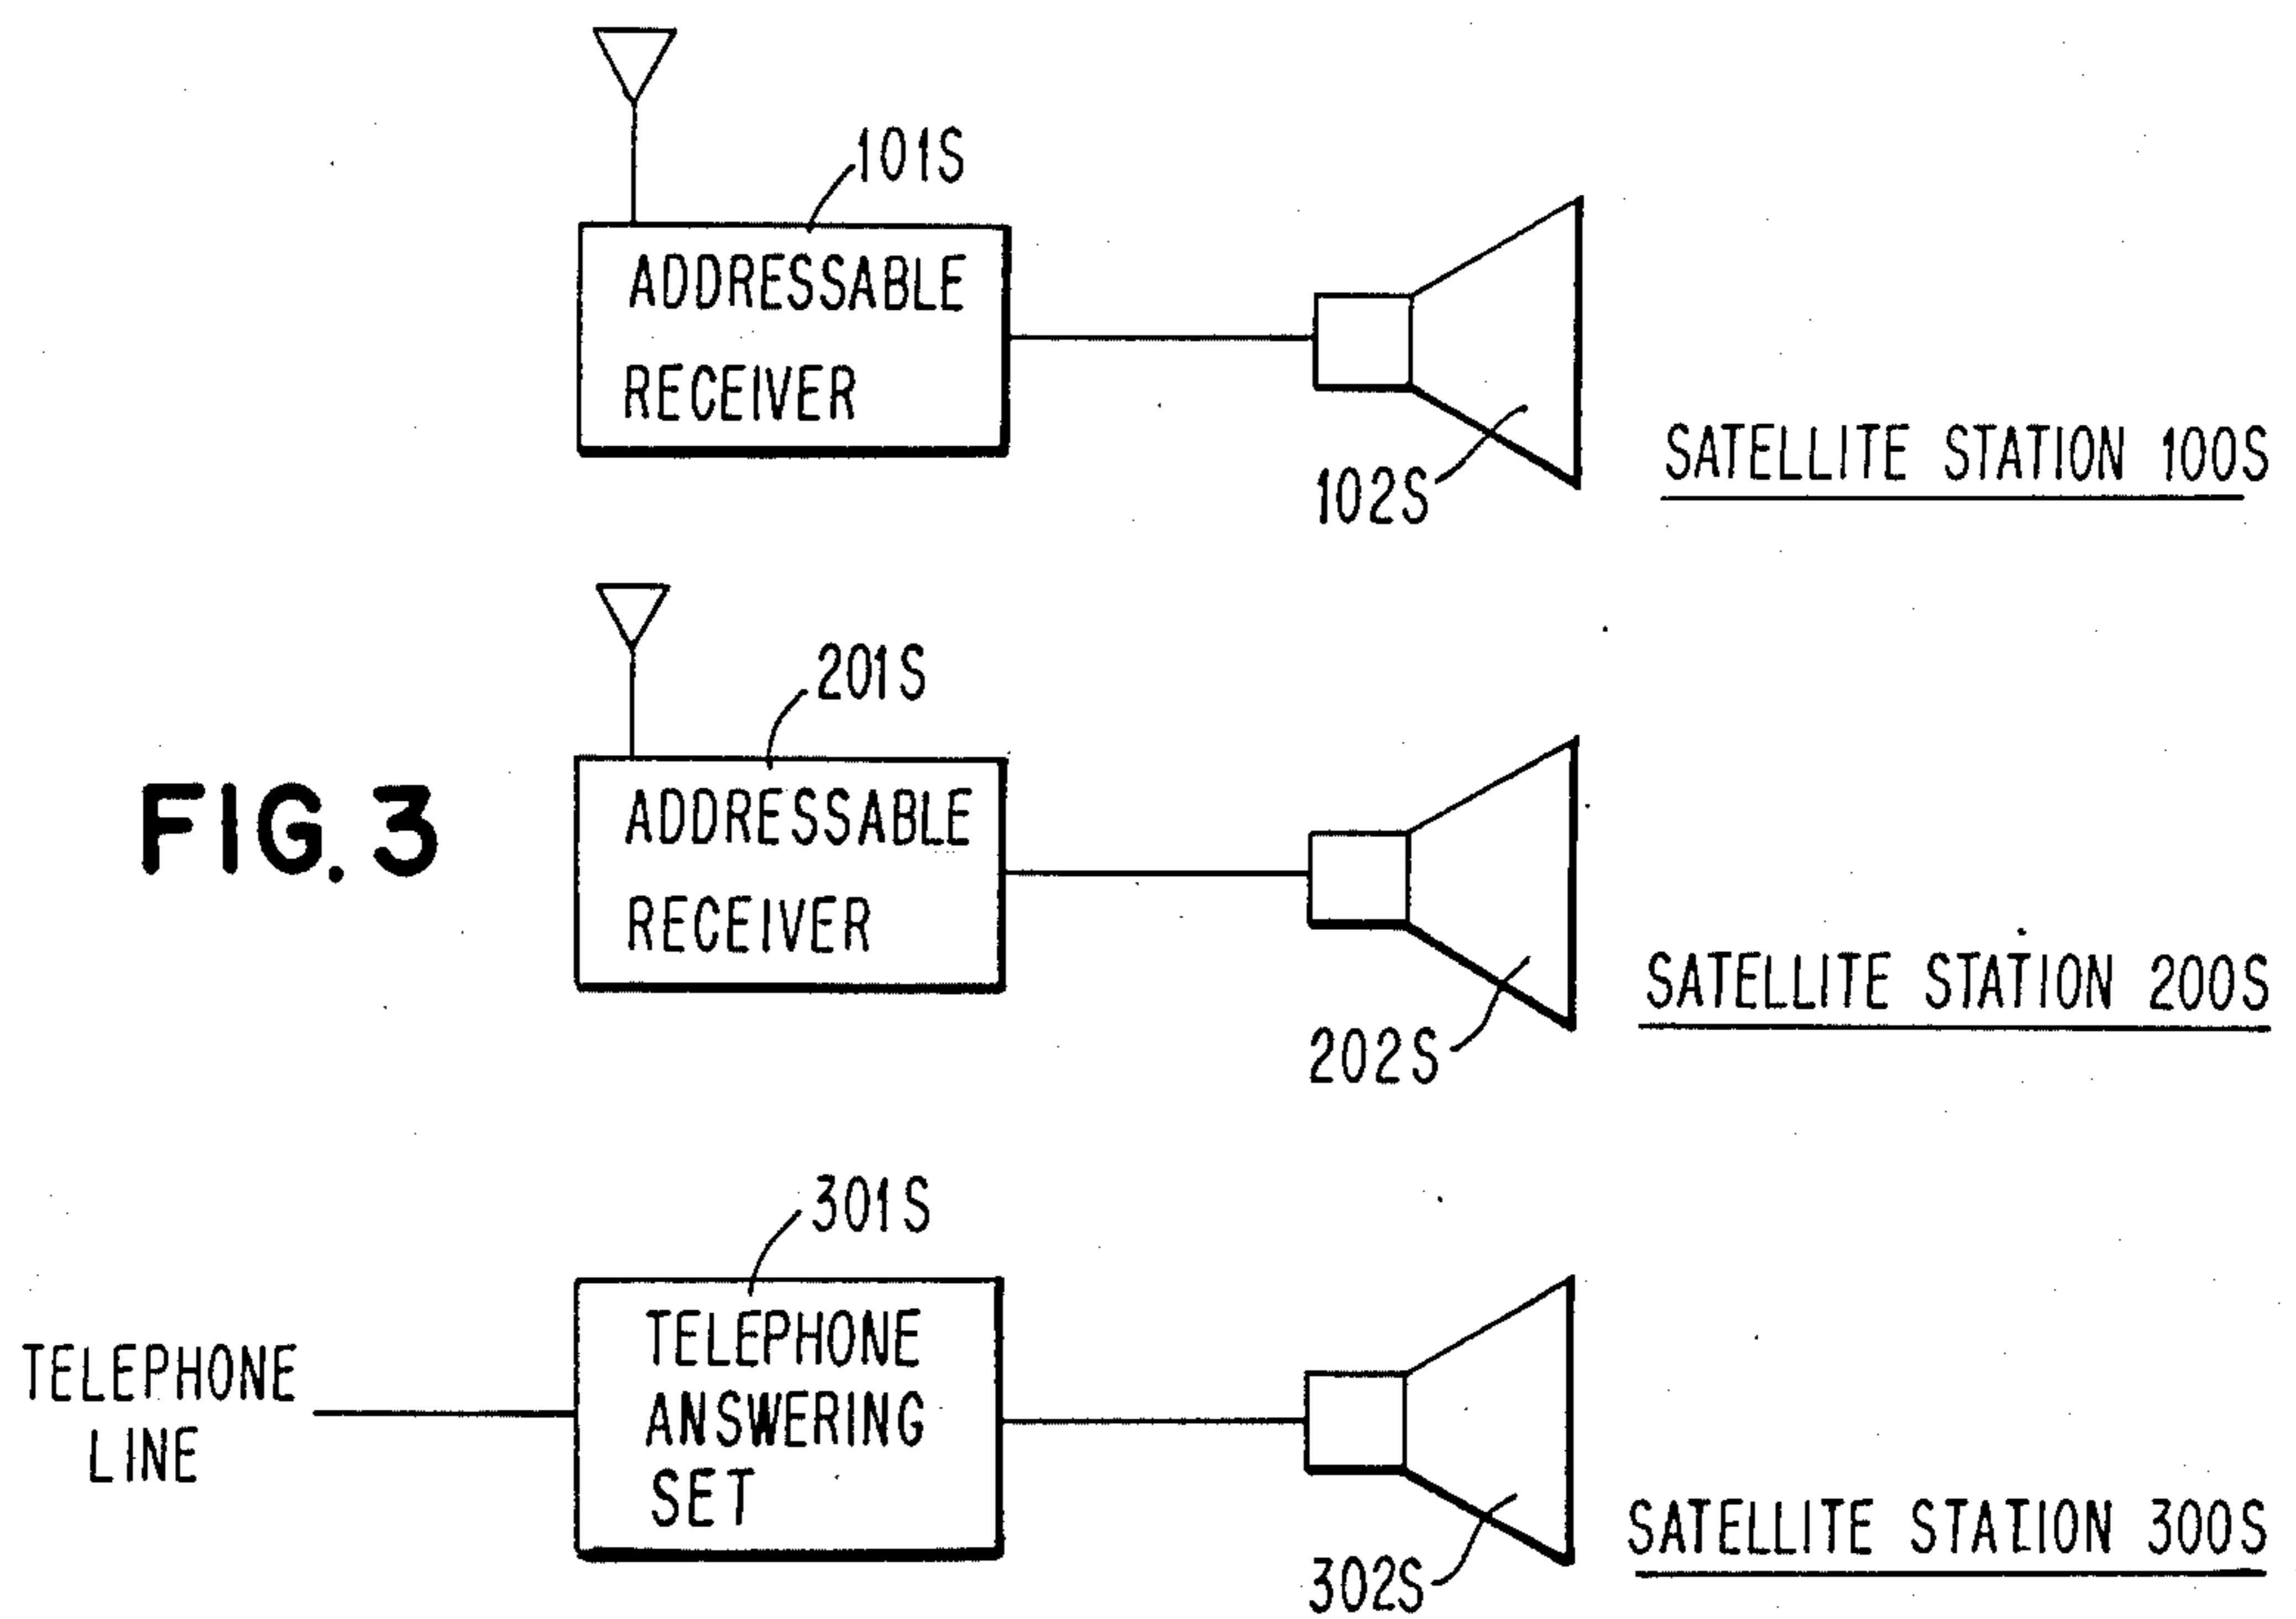 101S
ADDRESSABLE
RECEIVER
102S
SATELLITE STATION 100S
201S
FIG. 3
ADDRESSABLE
RECEIVER
202S
SATELLITE STATION 200S
301S
TELEPHONE
LINE
TELEPHONE
ANSWERING
SET
302S
SATELLITE STATION 300S